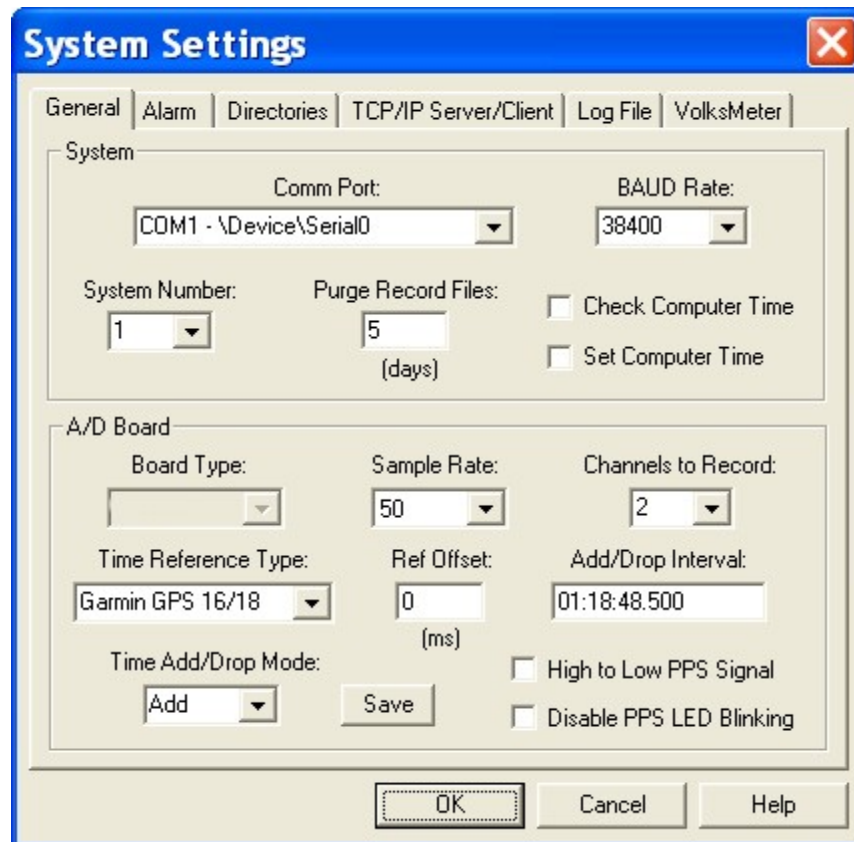 System Settings
General Alarm Directories TCP/IP Server/Client Log File VolksMeter
System
Comm Port: BAUD Rate:
COM1 - \Device\Serial0 38400
System Number: Purge Record Files:
Check Computer Time
1 5
(days) Set Computer Time
A/D Board
Board Type: Sample Rate: Channels to Record:
50 2
Time Reference Type: Ref Offset: Add/Drop Interval:
Garmin GPS 16/18 0 01:18:48.500
(ms)
Time Add/Drop Mode: High to Low PPS Signal
Add Save Disable PPS LED Blinking
OK Cancel Help